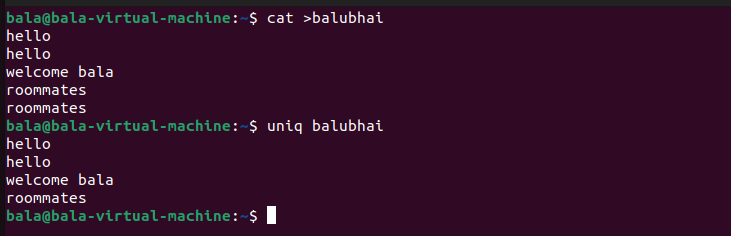 bala@bala-virtual-machine:~$ cat >balubhai
hello
hello
welcome bala
roommates
roommates
bala@bala-virtual-machine:~$ uniq balubhai
hello
hello
welcome bala
roommates
bala@bala-virtual-machine:~$